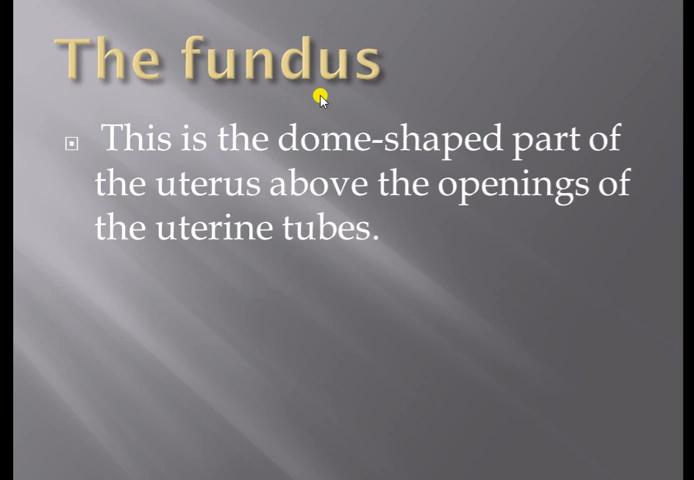 The fundus
This is the dome-shaped part of
the uterus above the openings of
the uterine tubes.